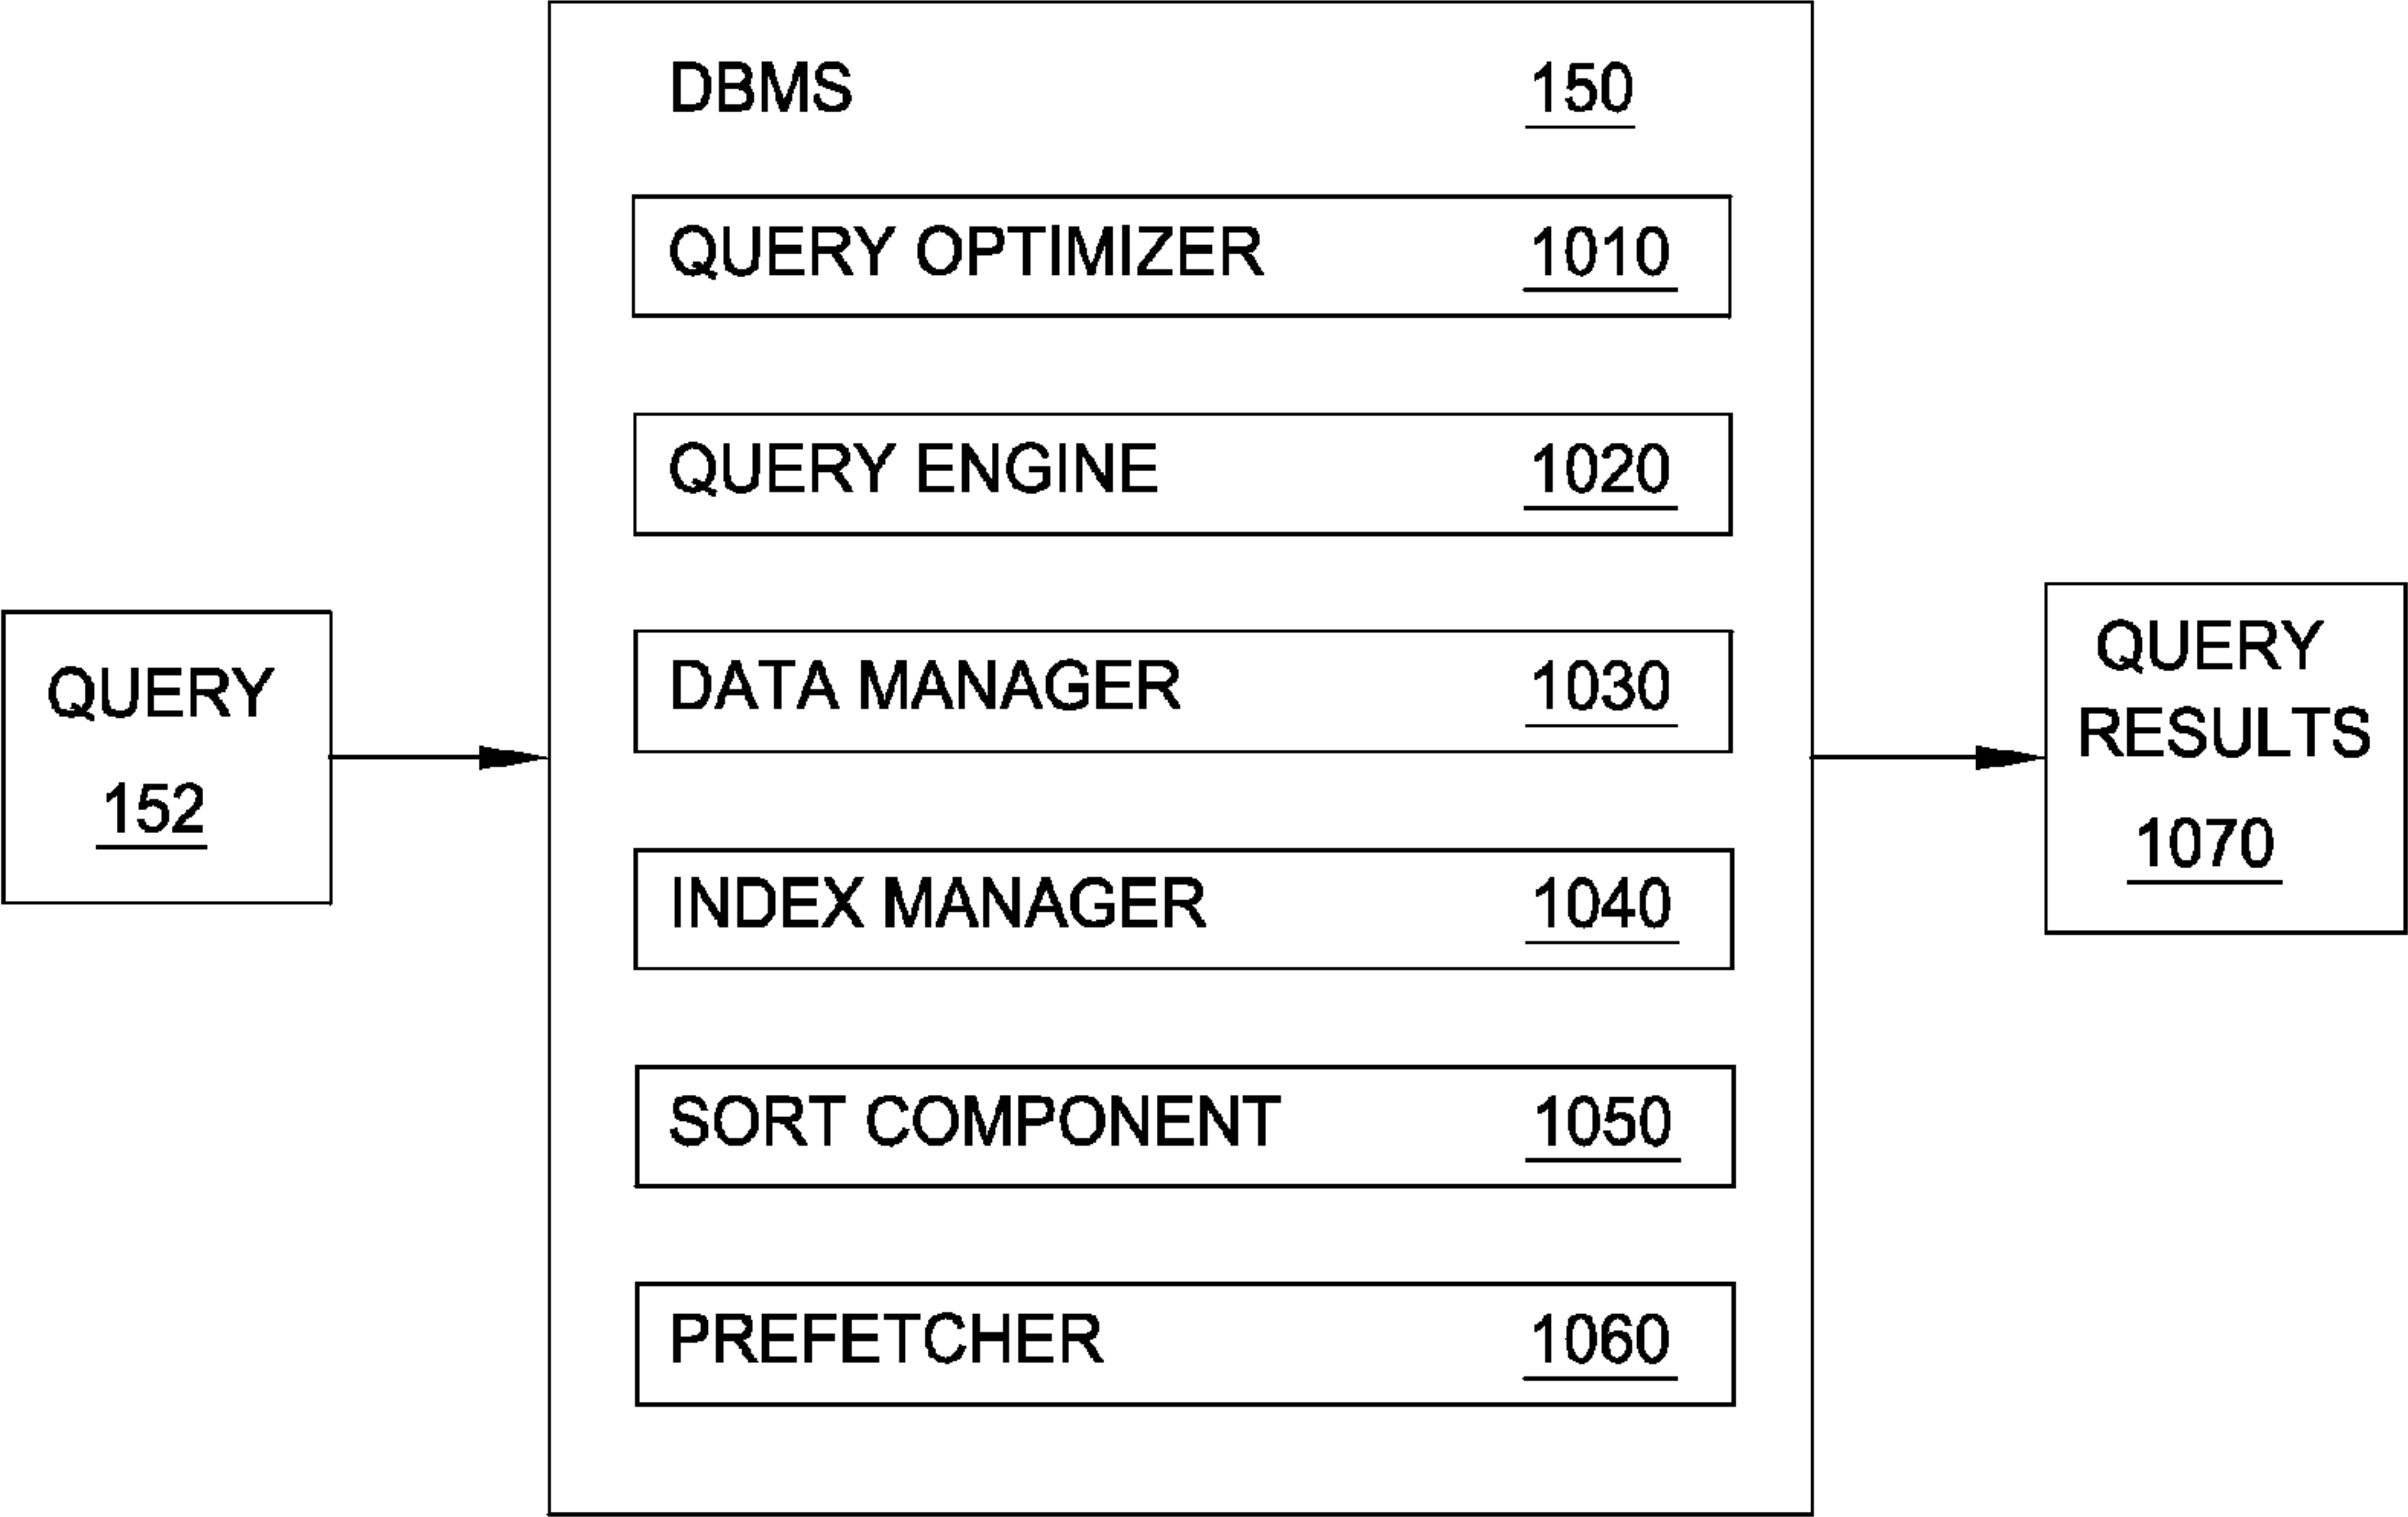 DBMS 150
QUERY OPTIMIZER 1010
QUERY ENGINE 1020
DATA MANAGER 1030
INDEX MANAGER 1040
SORT COMPONENT 1050
PREFETCHER 1060
QUERY
152
QUERY
RESULTS
1070